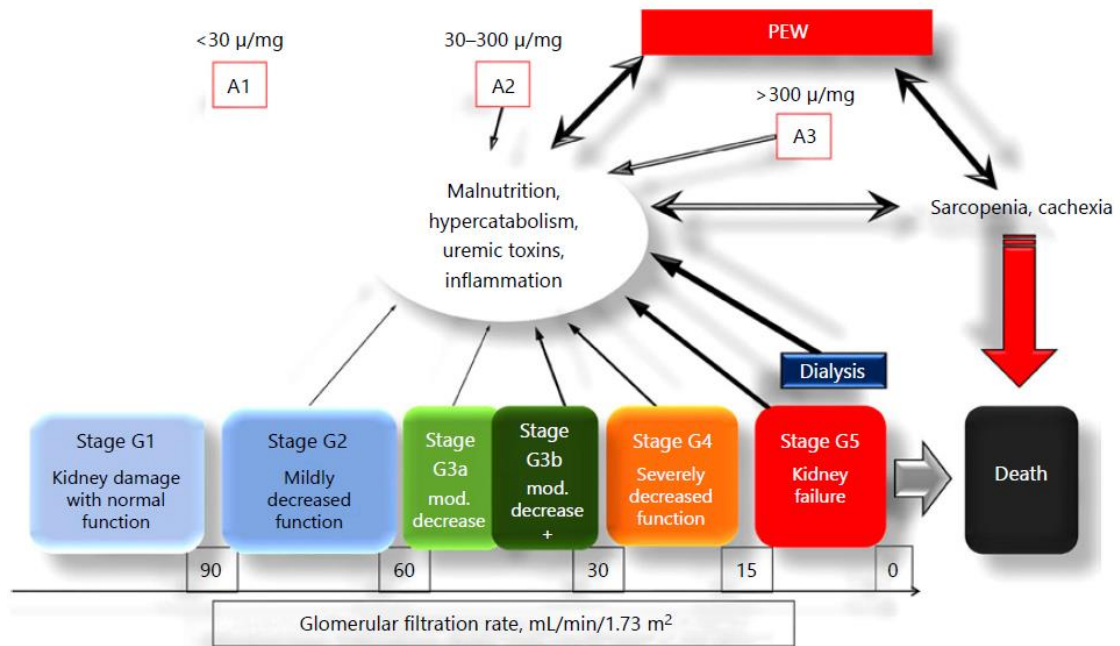 PEW
<30 μ/mg
30–300 μ/mg
A1
A2
>300 μ/mg
A3
Malnutrition,
hypercatabolism,
uremic toxins,
inflammation
Sarcopenia, cachexia
Dialysis
Stage G1
Kidney damage
with normal
function
Stage G2
Mildly
decreased
function
Stage
G3a
mod.
decrease
Stage
G3b
mod.
decrease
+
Stage G4
Severely
decreased
function
Stage G5
Kidney
failure
Death
90
60
30
15
0
Glomerular filtration rate, mL/min/1.73 m²